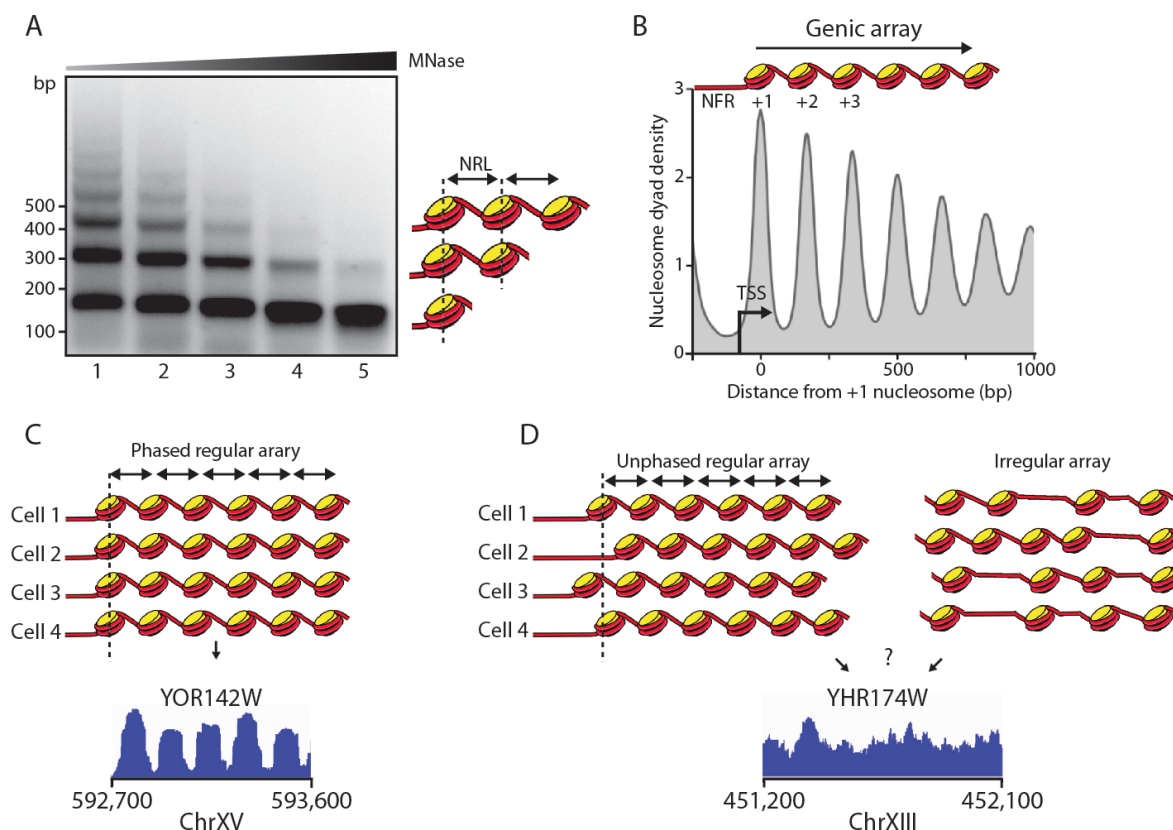 A
MNase
bp
500
400
300
200
100
1 2 3 4 5
NRL
B
Genic array
NFR +1 +2 +3
TSS
Nucleosome dyad density
3
2
1
0
0 500 1000
Distance from +1 nucleosome (bp)
C
Phased regular arary
Cell 1
Cell 2
Cell 3
Cell 4
YOR142W
592,700 593,600
ChrXV
D
Unphased regular array
Irregular array
Cell 1
Cell 2
Cell 3
Cell 4
?
YHR174W
451,200 452,100
ChrXIII